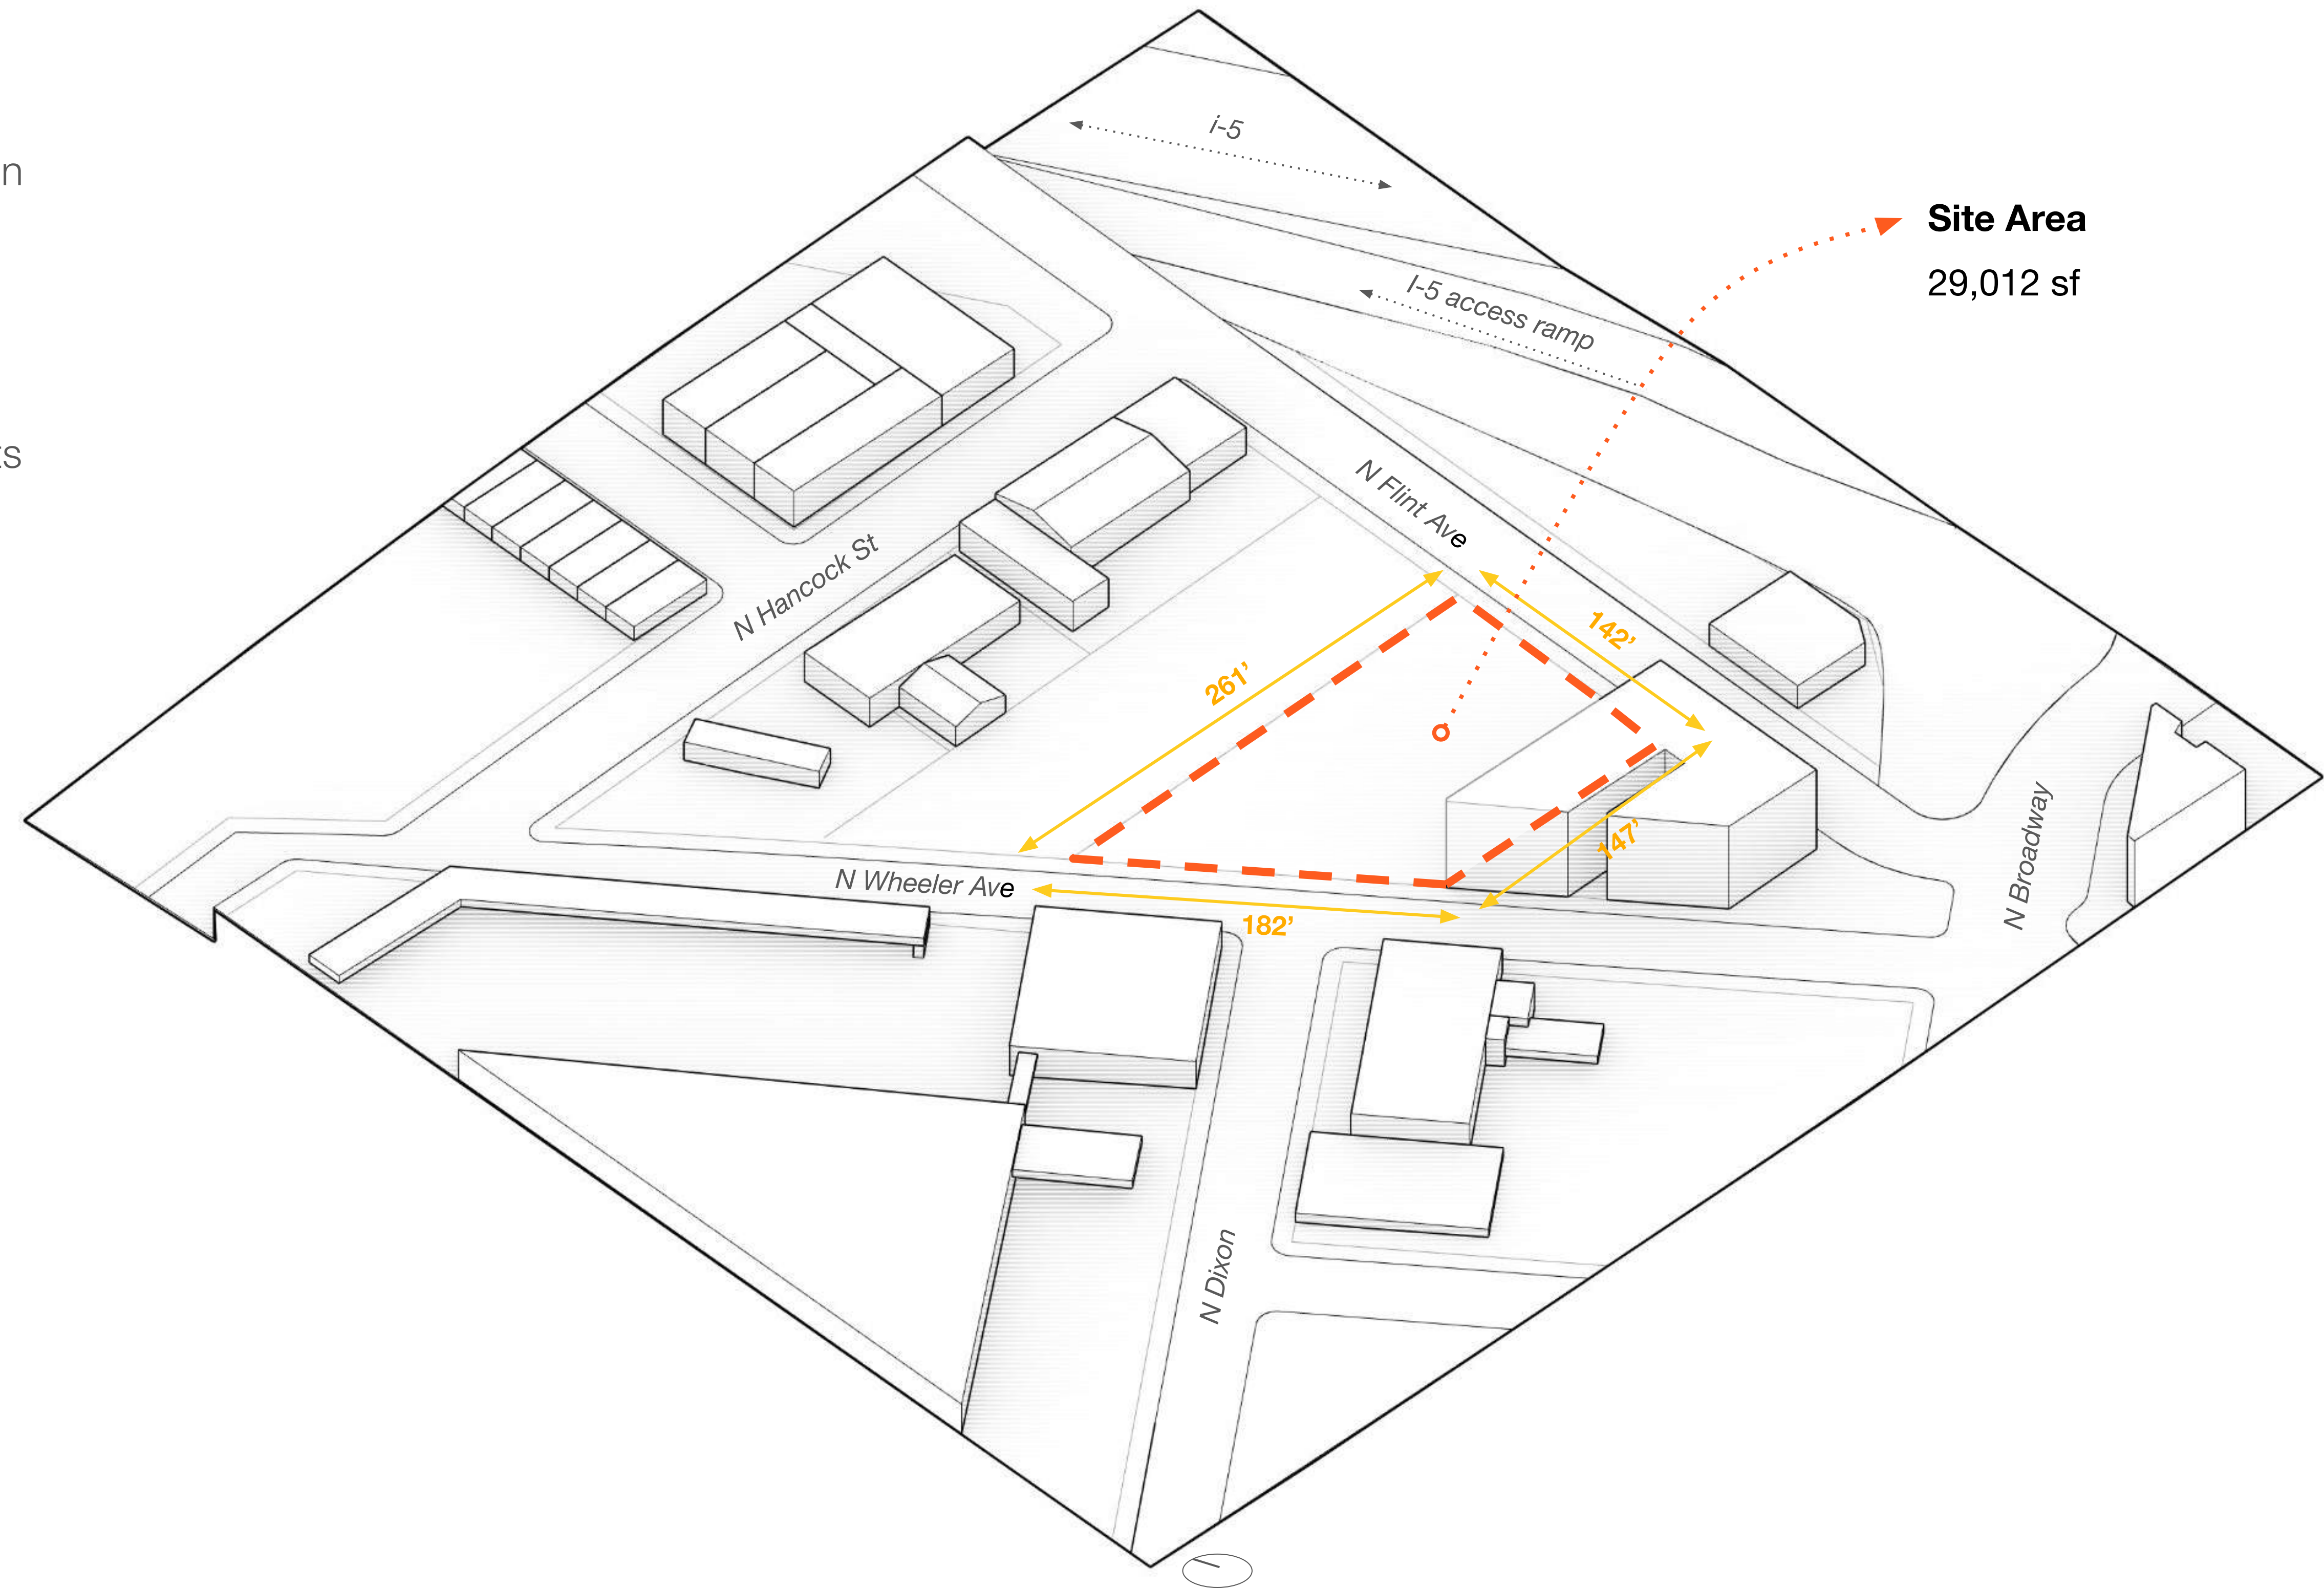 n
ts
i-5
Site Area
29,012 sf
I-5 access ramp
N Flint Ave
142’
N Hancock St
261’
147’
N Wheeler Ave
182’
N Broadway
N Dixon